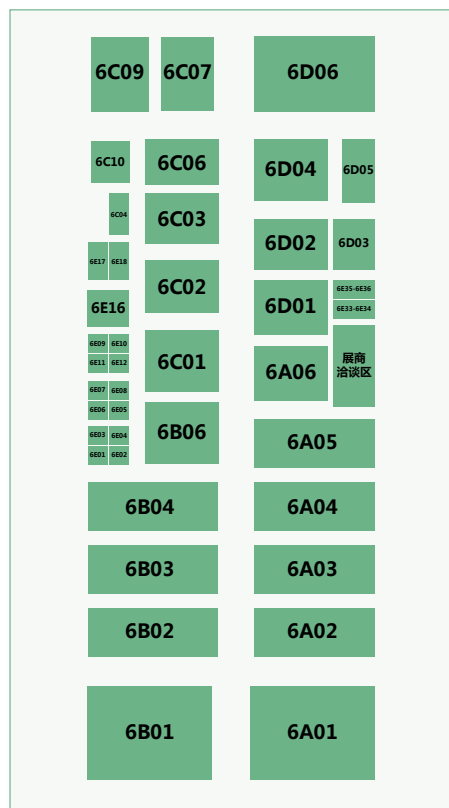 6C09 6C07 6D06
6C10 6C06 6D04 6D05
6C04 6C03
6E17 6E18 6D02 6D03
6C02
6E16 6D01 6E35-6E36
6E33-6E34
6E09 6E10
6E11 6E12 6C01 6A06 展商
洽谈区
6E07 6E08
6E06 6E05
6B06
6E03 6E04 6A05
6E01 6E02
6B04 6A04
6B03 6A03
6B02 6A02
6B01 6A01